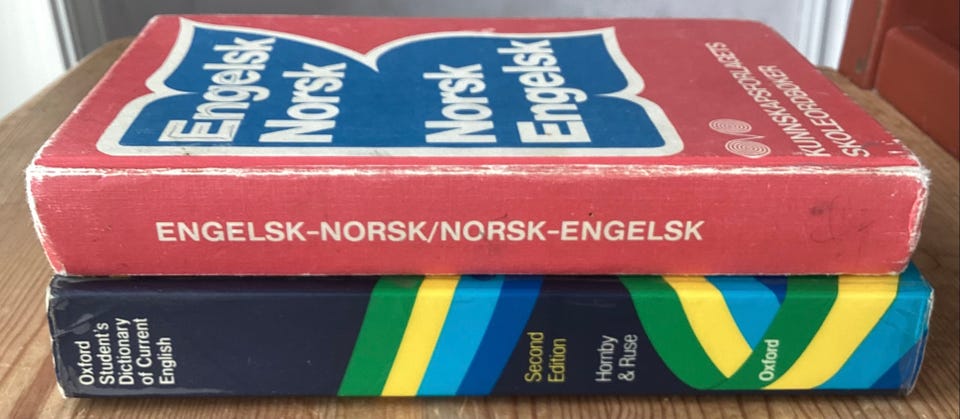 Engelsk
Norsk
Norsk
Engelsk
KUNNSKAPSFORLAGETS
SKOLEORDBØKER
ENGELSK-NORSK/NORSK-ENGELSK
Oxford
Student's
Dictionary
of Current
English
Second
Edition
Hornby
& Ruse
Oxford